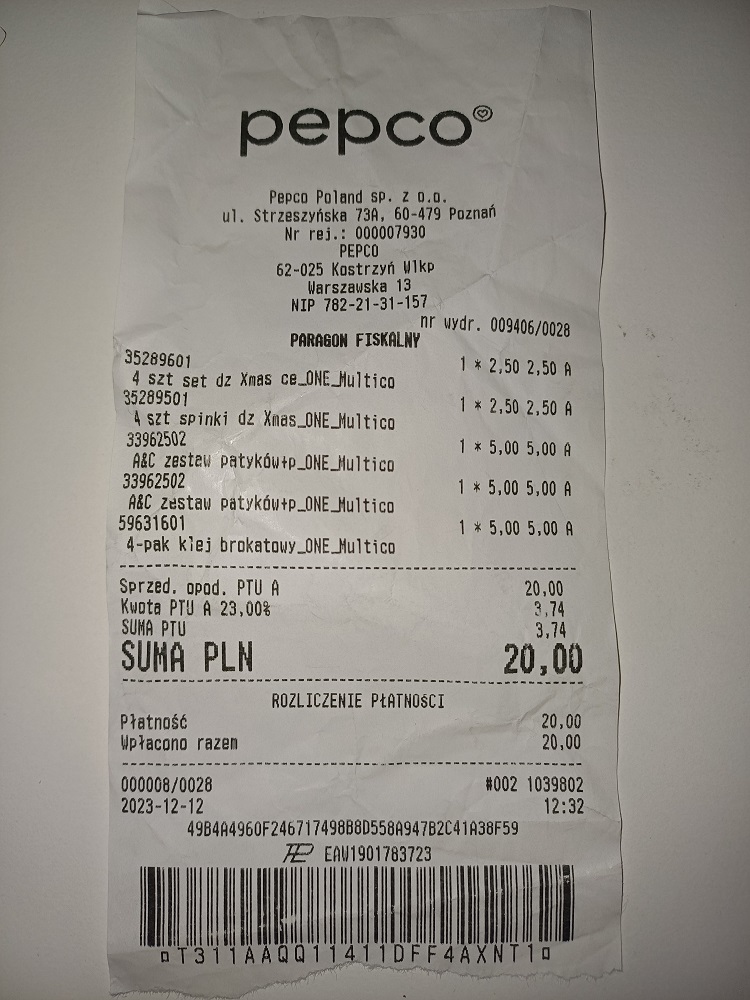 pepco
Pepco Poland sp. z o.o.
ul. Strzeszyńska 73A, 60-479 Poznań
Nr rej.: 000007930
PEPCO
62-025 Kostrzyń Wlkp
Warszawska 13
NIP 782-21-31-157
nr wydr. 009406/0028
PARAGON FISKALNY
35289601
1 * 2,50 2,50 A
4 szt set dz Xmas ce_ONE_Multico
35289501
1 * 2,50 2,50 A
4 szt spinki dz Xmas_ONE_Multico
33962502
1 * 5,00 5,00 A
A&C zestaw patyków+p_ONE_Multico
33962502
1 * 5,00 5,00 A
A&C zestaw patyków+p_ONE_Multico
59631601
1 * 5,00 5,00 A
4-pak klej brokatowy_ONE_Multico
Sprzed. opod. PTU A 20,00
Kwota PTU A 23,00% 3,74
SUMA PTU 3,74
SUMA PLN 20,00
ROZLICZENIE PŁATNOŚCI
Płatność 20,00
Wpłacono razem 20,00
000008/0028 #002 1039802
2023-12-12 12:32
49B4A4960F246717498B8D558A947B2C41A38F59
EAW1901783723
T311AAQQ11411DFF4AXNT1